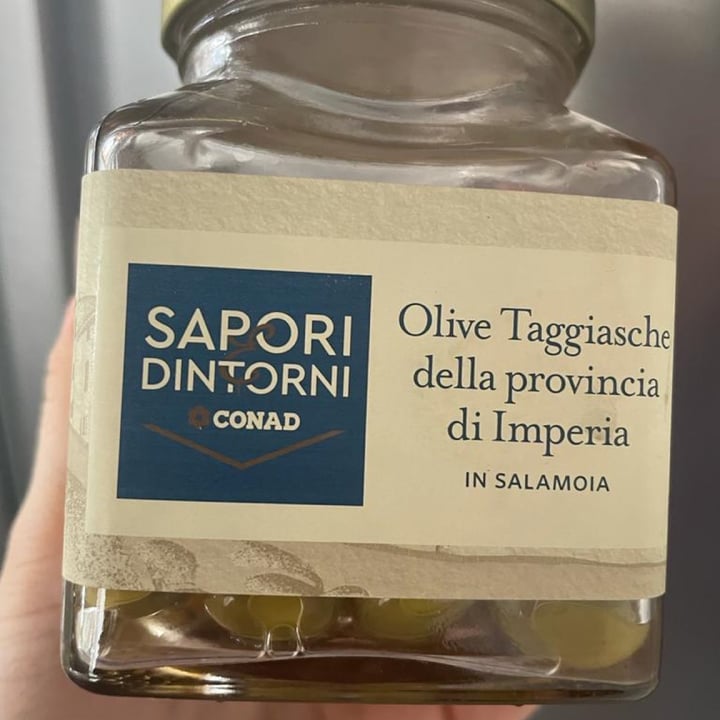 SAPORI
DINTORNI
CONAD
Olive Taggiasche
della provincia
di Imperia
IN SALAMOIA